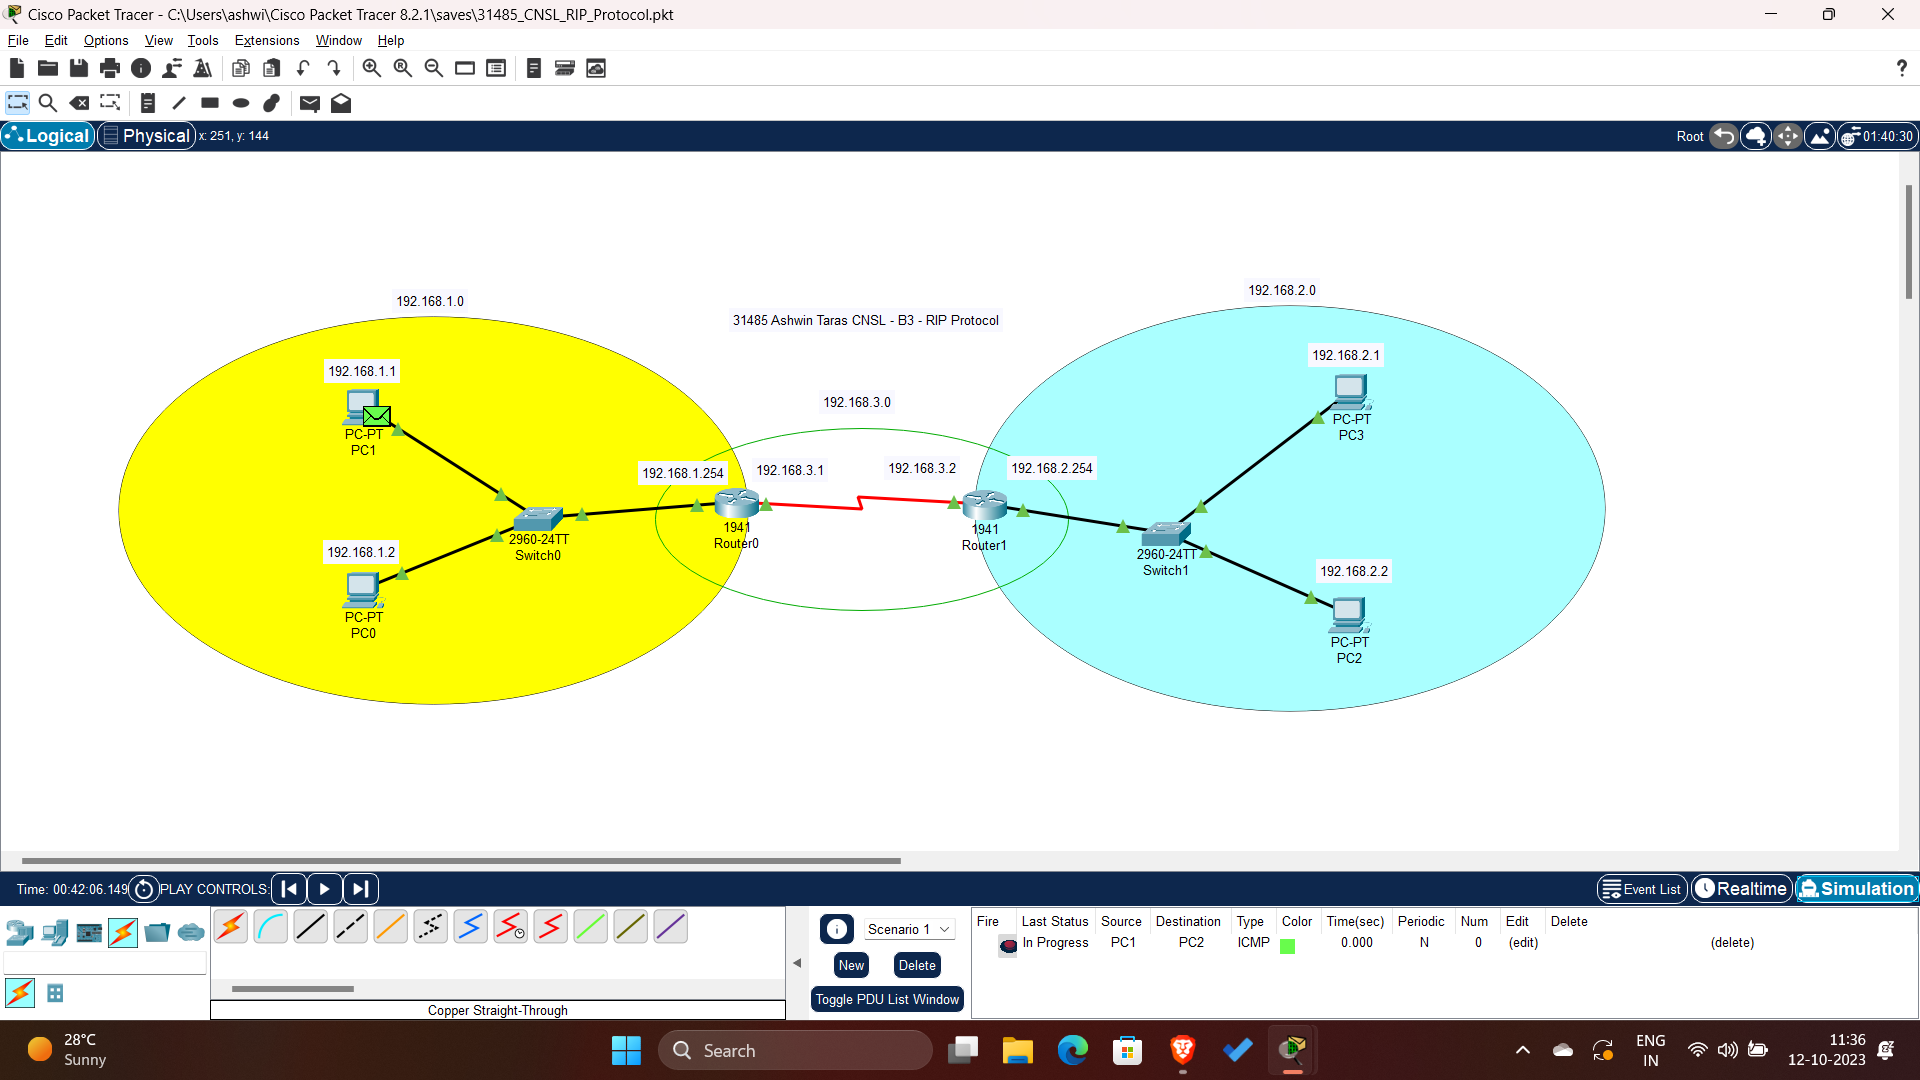 Cisco Packet Tracer - C:\Users\ashwi\Cisco Packet Tracer 8.2.1\saves\31485_CNSL_RIP_Protocol.pkt
File Edit Options View Tools Extensions Window Help
?
Logical Physical x: 251, y: 144 Root 01:40:30
192.168.2.0
192.168.1.0
31485 Ashwin Taras CNSL - B3 - RIP Protocol
192.168.2.1
192.168.1.1
192.168.3.0
PC-PT
PC3
PC-PT
PC1
192.168.1.254 192.168.3.1 192.168.3.2 192.168.2.254
1941
Router0
1941
Router1
2960-24TT
Switch0
2960-24TT
Switch1
192.168.1.2
192.168.2.2
PC-PT
PC0
PC-PT
PC2
Time: 00:42:06.149 PLAY CONTROLS: Event List Realtime Simulation
Scenario 1
New Delete
Toggle PDU List Window
Fire Last Status Source Destination Type Color Time(sec) Periodic Num Edit Delete
In Progress PC1 PC2 ICMP 0.000 N 0 (edit) (delete)
Copper Straight-Through
28°C
Sunny
Search
ENG
IN
11:36
12-10-2023